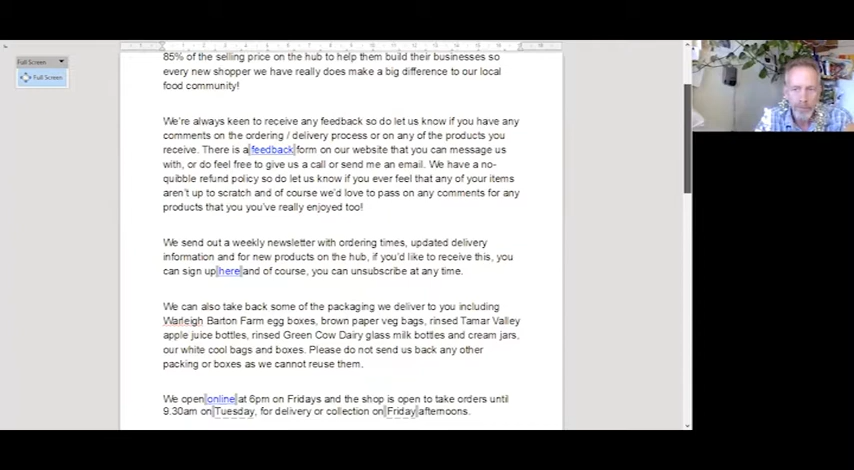 85% of the selling price on the hub to help them build their businesses so
Full Screen
every new shopper we have really does make a big difference to our local
Full Screen
food community!
We're always keen to receive any feedback so do let us know if you have any
comments on the ordering / delivery process or on any of the products you
receive. There is a feedback form on our website that you can message us
with, or do feel free to give us a call or send me an email. We have a no-
quibble refund policy so do let us know if you ever feel that any of your items
aren't up to scratch and of course we'd love to pass on any comments for any
products that you you've really enjoyed too!
We send out a weekly newsletter with ordering times, updated delivery
information and for new products on the hub, if you'd like to receive this, you
can sign up here and of course, you can unsubscribe at any time.
We can also take back some of the packaging we deliver to you including
Warleigh Barton Farm egg boxes, brown paper veg bags, rinsed Tamar Valley
apple juice bottles, rinsed Green Cow Dairy glass milk bottles and cream jars,
our white cool bags and boxes. Please do not send us back any other
packing or boxes as we cannot reuse them.
We open online at 6pm on Fridays and the shop is open to take orders until
9.30am on Tuesday, for delivery or collection on Friday afternoons.